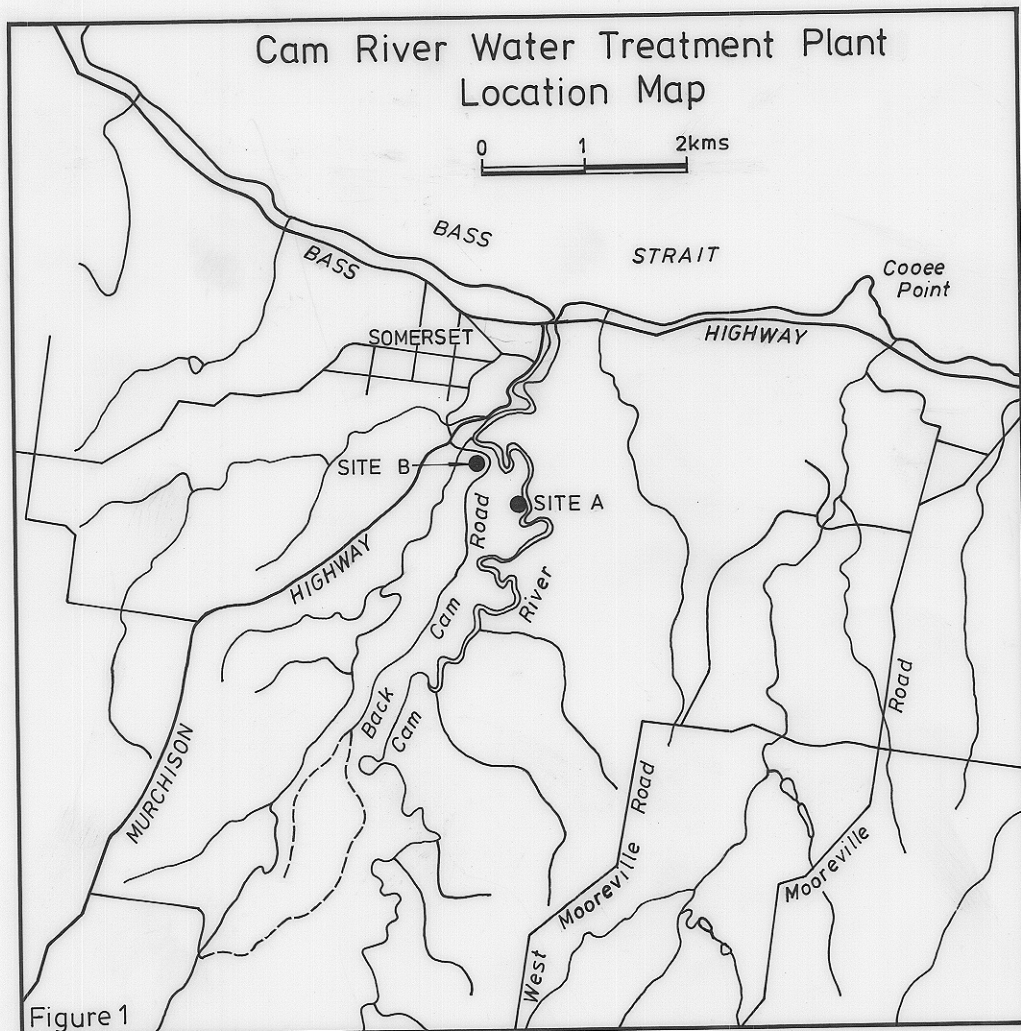 Cam River Water Treatment Plant
Location Map
0 1 2kms
BASS
STRAIT
BASS
Cooee
Point
HIGHWAY
SOMERSET
SITE B
SITE A
Road
HIGHWAY
Cam
River
Back
Cam
Road
MURCHISON
Road
Mooreville
Mooreville
West
Figure 1